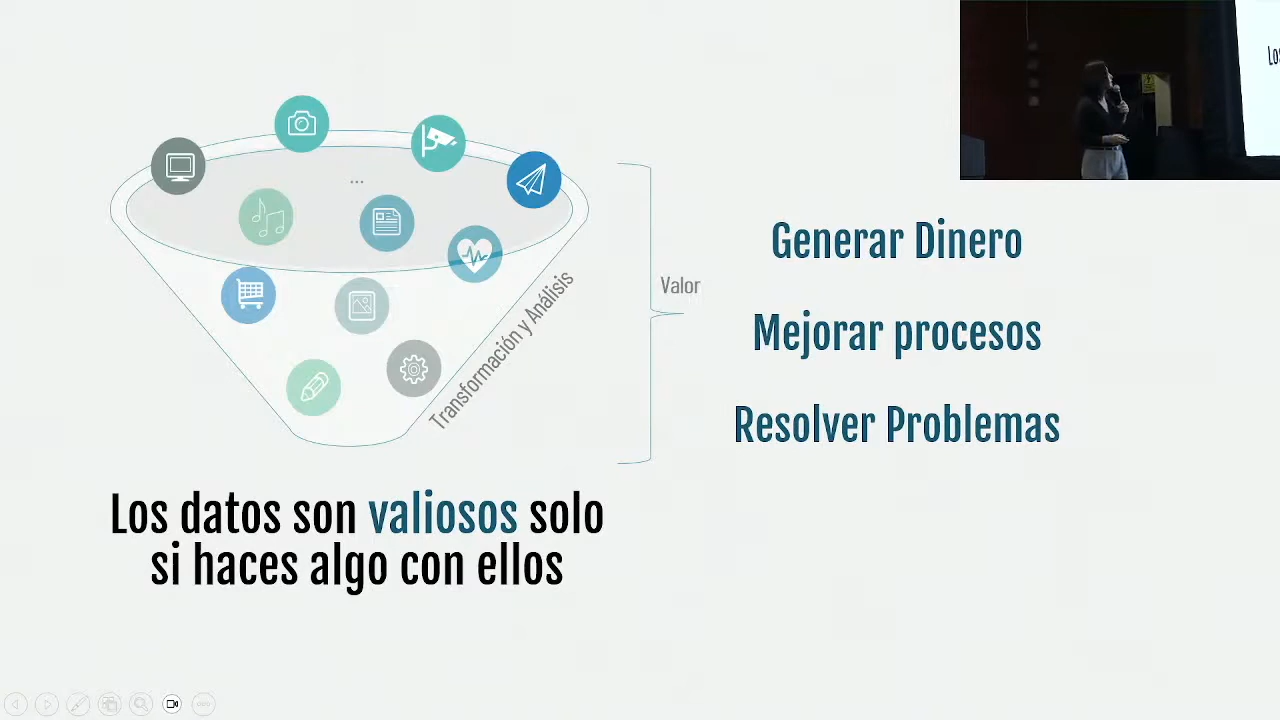 ...
Transformación y Análisis
Valor
Generar Dinero
Mejorar procesos
Resolver Problemas
Los datos son valiosos solo
si haces algo con ellos
Los